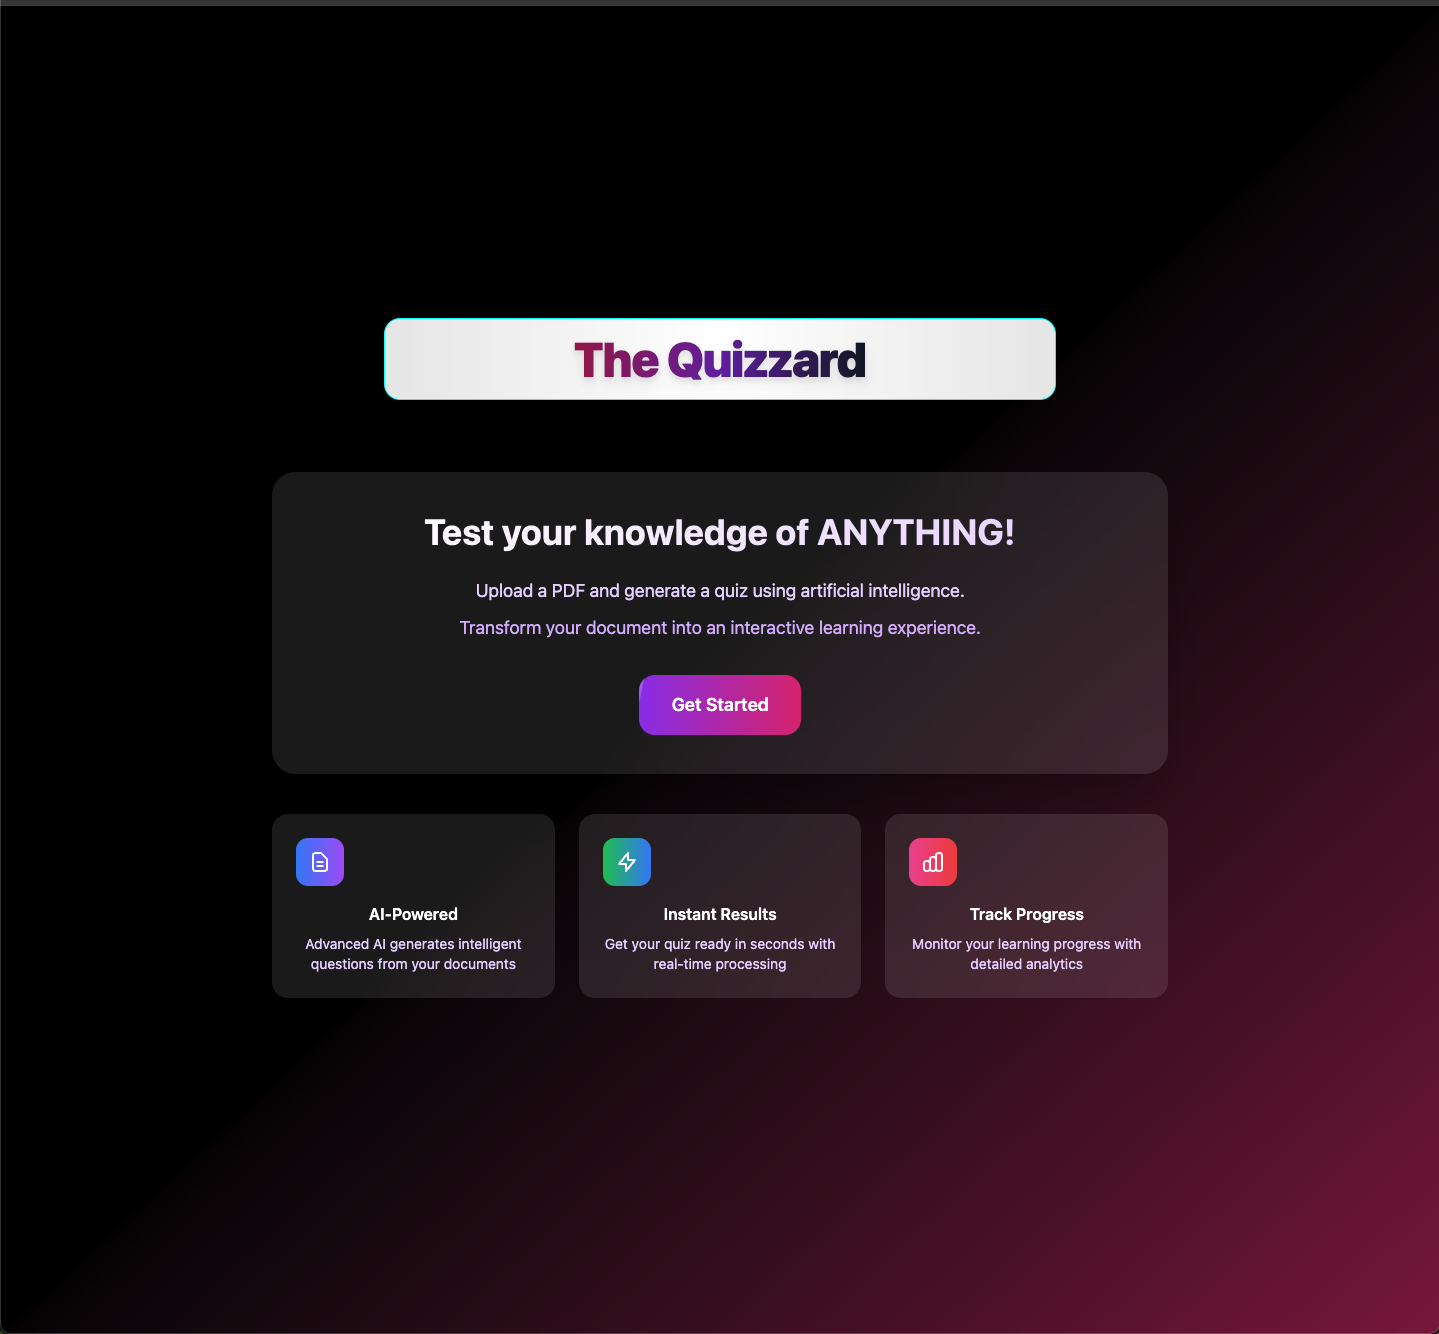 The Quizzard
Test your knowledge of ANYTHING!
Upload a PDF and generate a quiz using artificial intelligence.
Transform your document into an interactive learning experience.
Get Started
AI-Powered
Advanced AI generates intelligent
questions from your documents
Instant Results
Get your quiz ready in seconds with
real-time processing
Track Progress
Monitor your learning progress with
detailed analytics